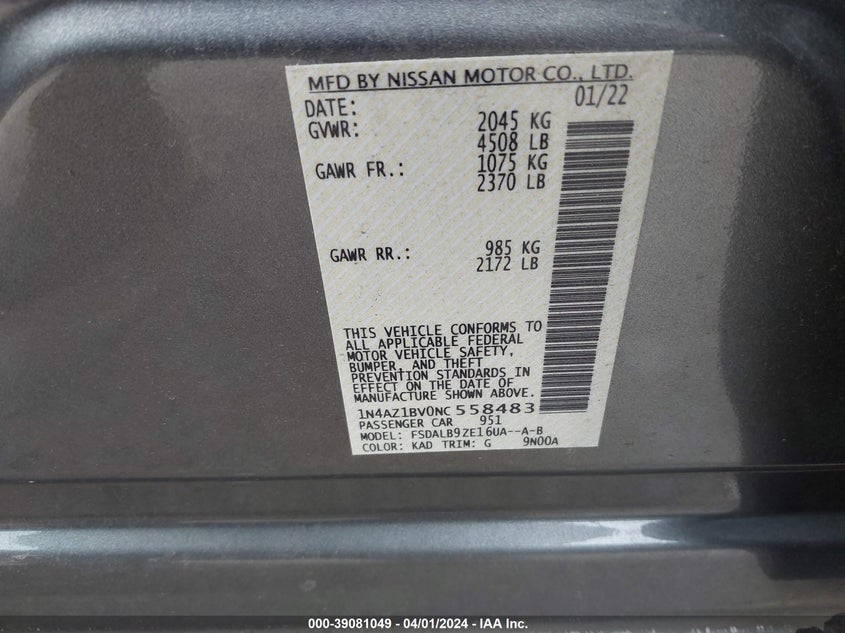 MFD BY NISSAN MOTOR CO., LTD.
DATE: 01/22
GVWR: 2045 KG
4508 LB
GAWR FR.: 1075 KG
2370 LB
GAWR RR.: 985 KG
2172 LB
THIS VEHICLE CONFORMS TO
ALL APPLICABLE FEDERAL
MOTOR VEHICLE SAFETY,
BUMPER, AND THEFT
PREVENTION STANDARDS IN
EFFECT ON THE DATE OF
MANUFACTURE SHOWN ABOVE.
1N4AZ1BV0NC558483
PASSENGER CAR 951
MODEL: FSDALB9ZE16UA--A-B
COLOR: KAD TRIM: G 9N00A
000-39081049 - 04/01/2024 - IAA Inc.